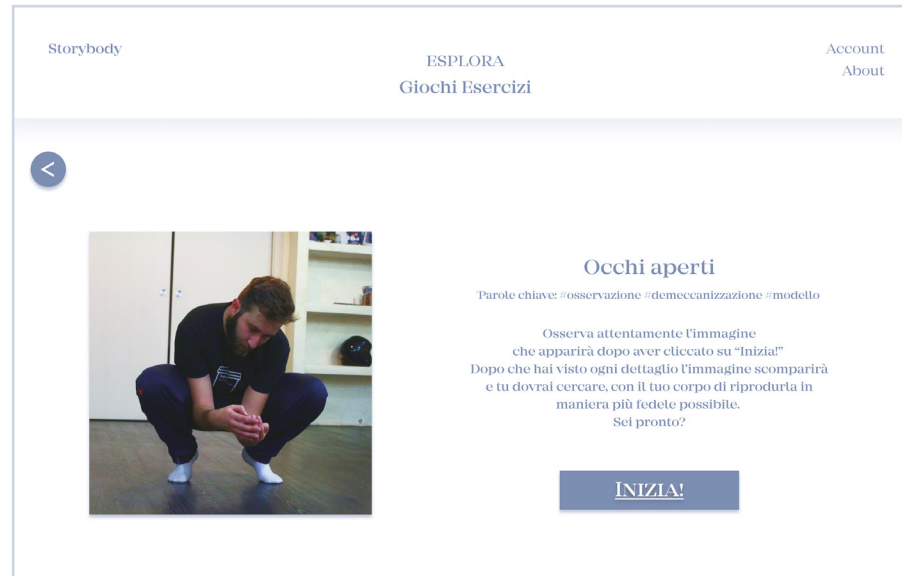 Storybody
ESPLORA
Giochi Esercizi
Account
About
<
Occhi aperti
Parole chiave: #osservazione #demeccanizzazione #modello
Osserva attentamente l'immagine
che apparirà dopo aver cliccato su “Inizia!”
Dopo che hai visto ogni dettaglio l'immagine scomparirà
e tu dovrai cercare, con il tuo corpo di riprodurla in
maniera più fedele possibile.
Sei pronto?
INIZIA!